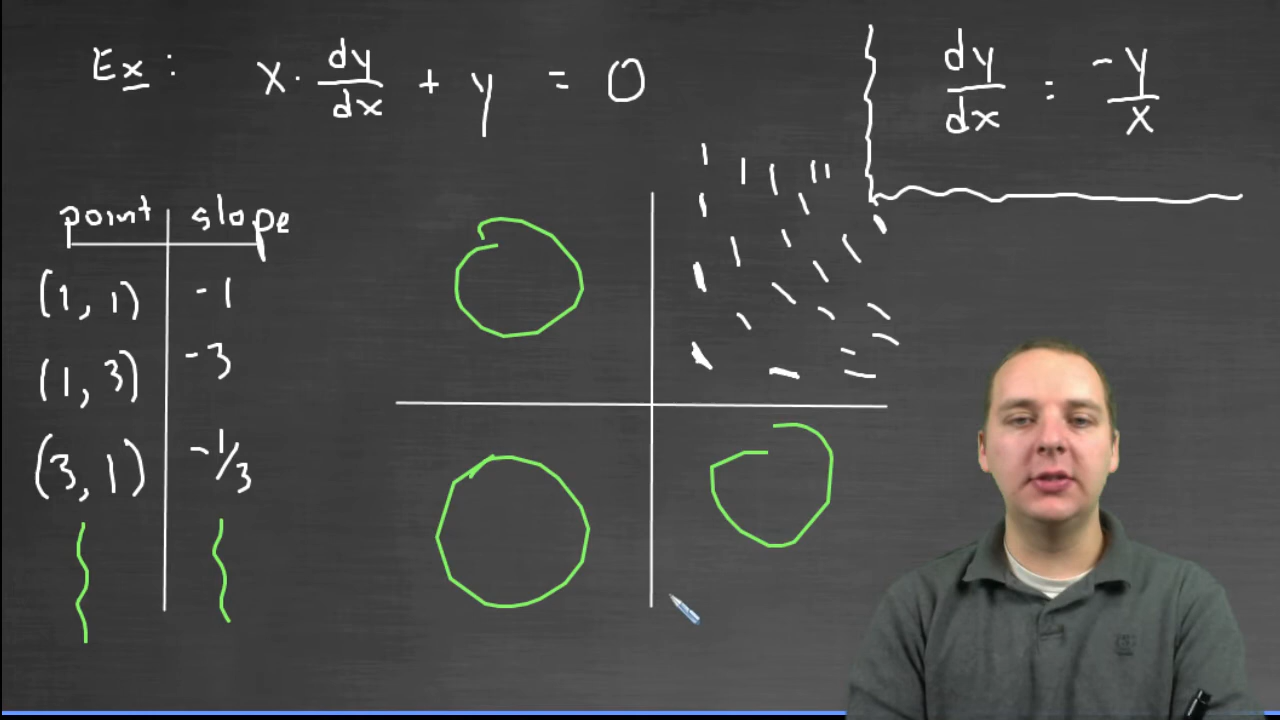 Ex: x · dy/dx + y = 0
dy/dx = -y/x
point | slope
(1, 1) | -1
(1, 3) | -3
(3, 1) | -1/3